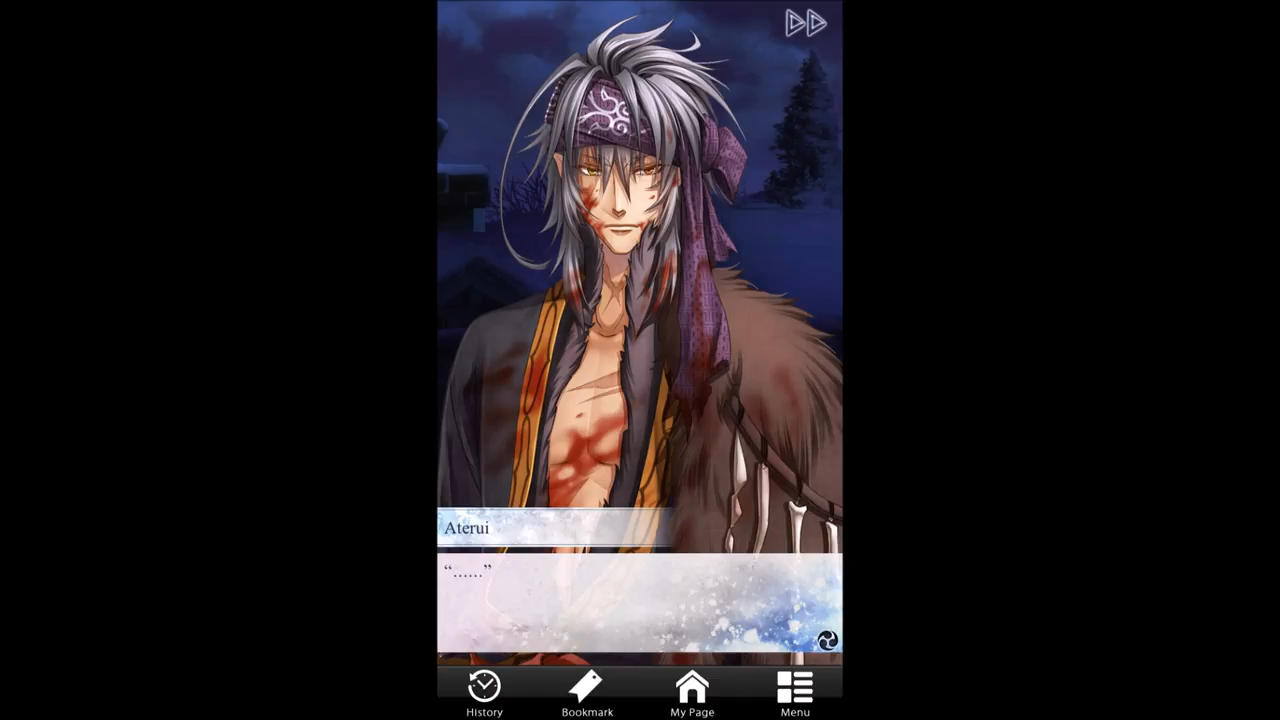 Aterui
“......”
History
Bookmark
My Page
Menu